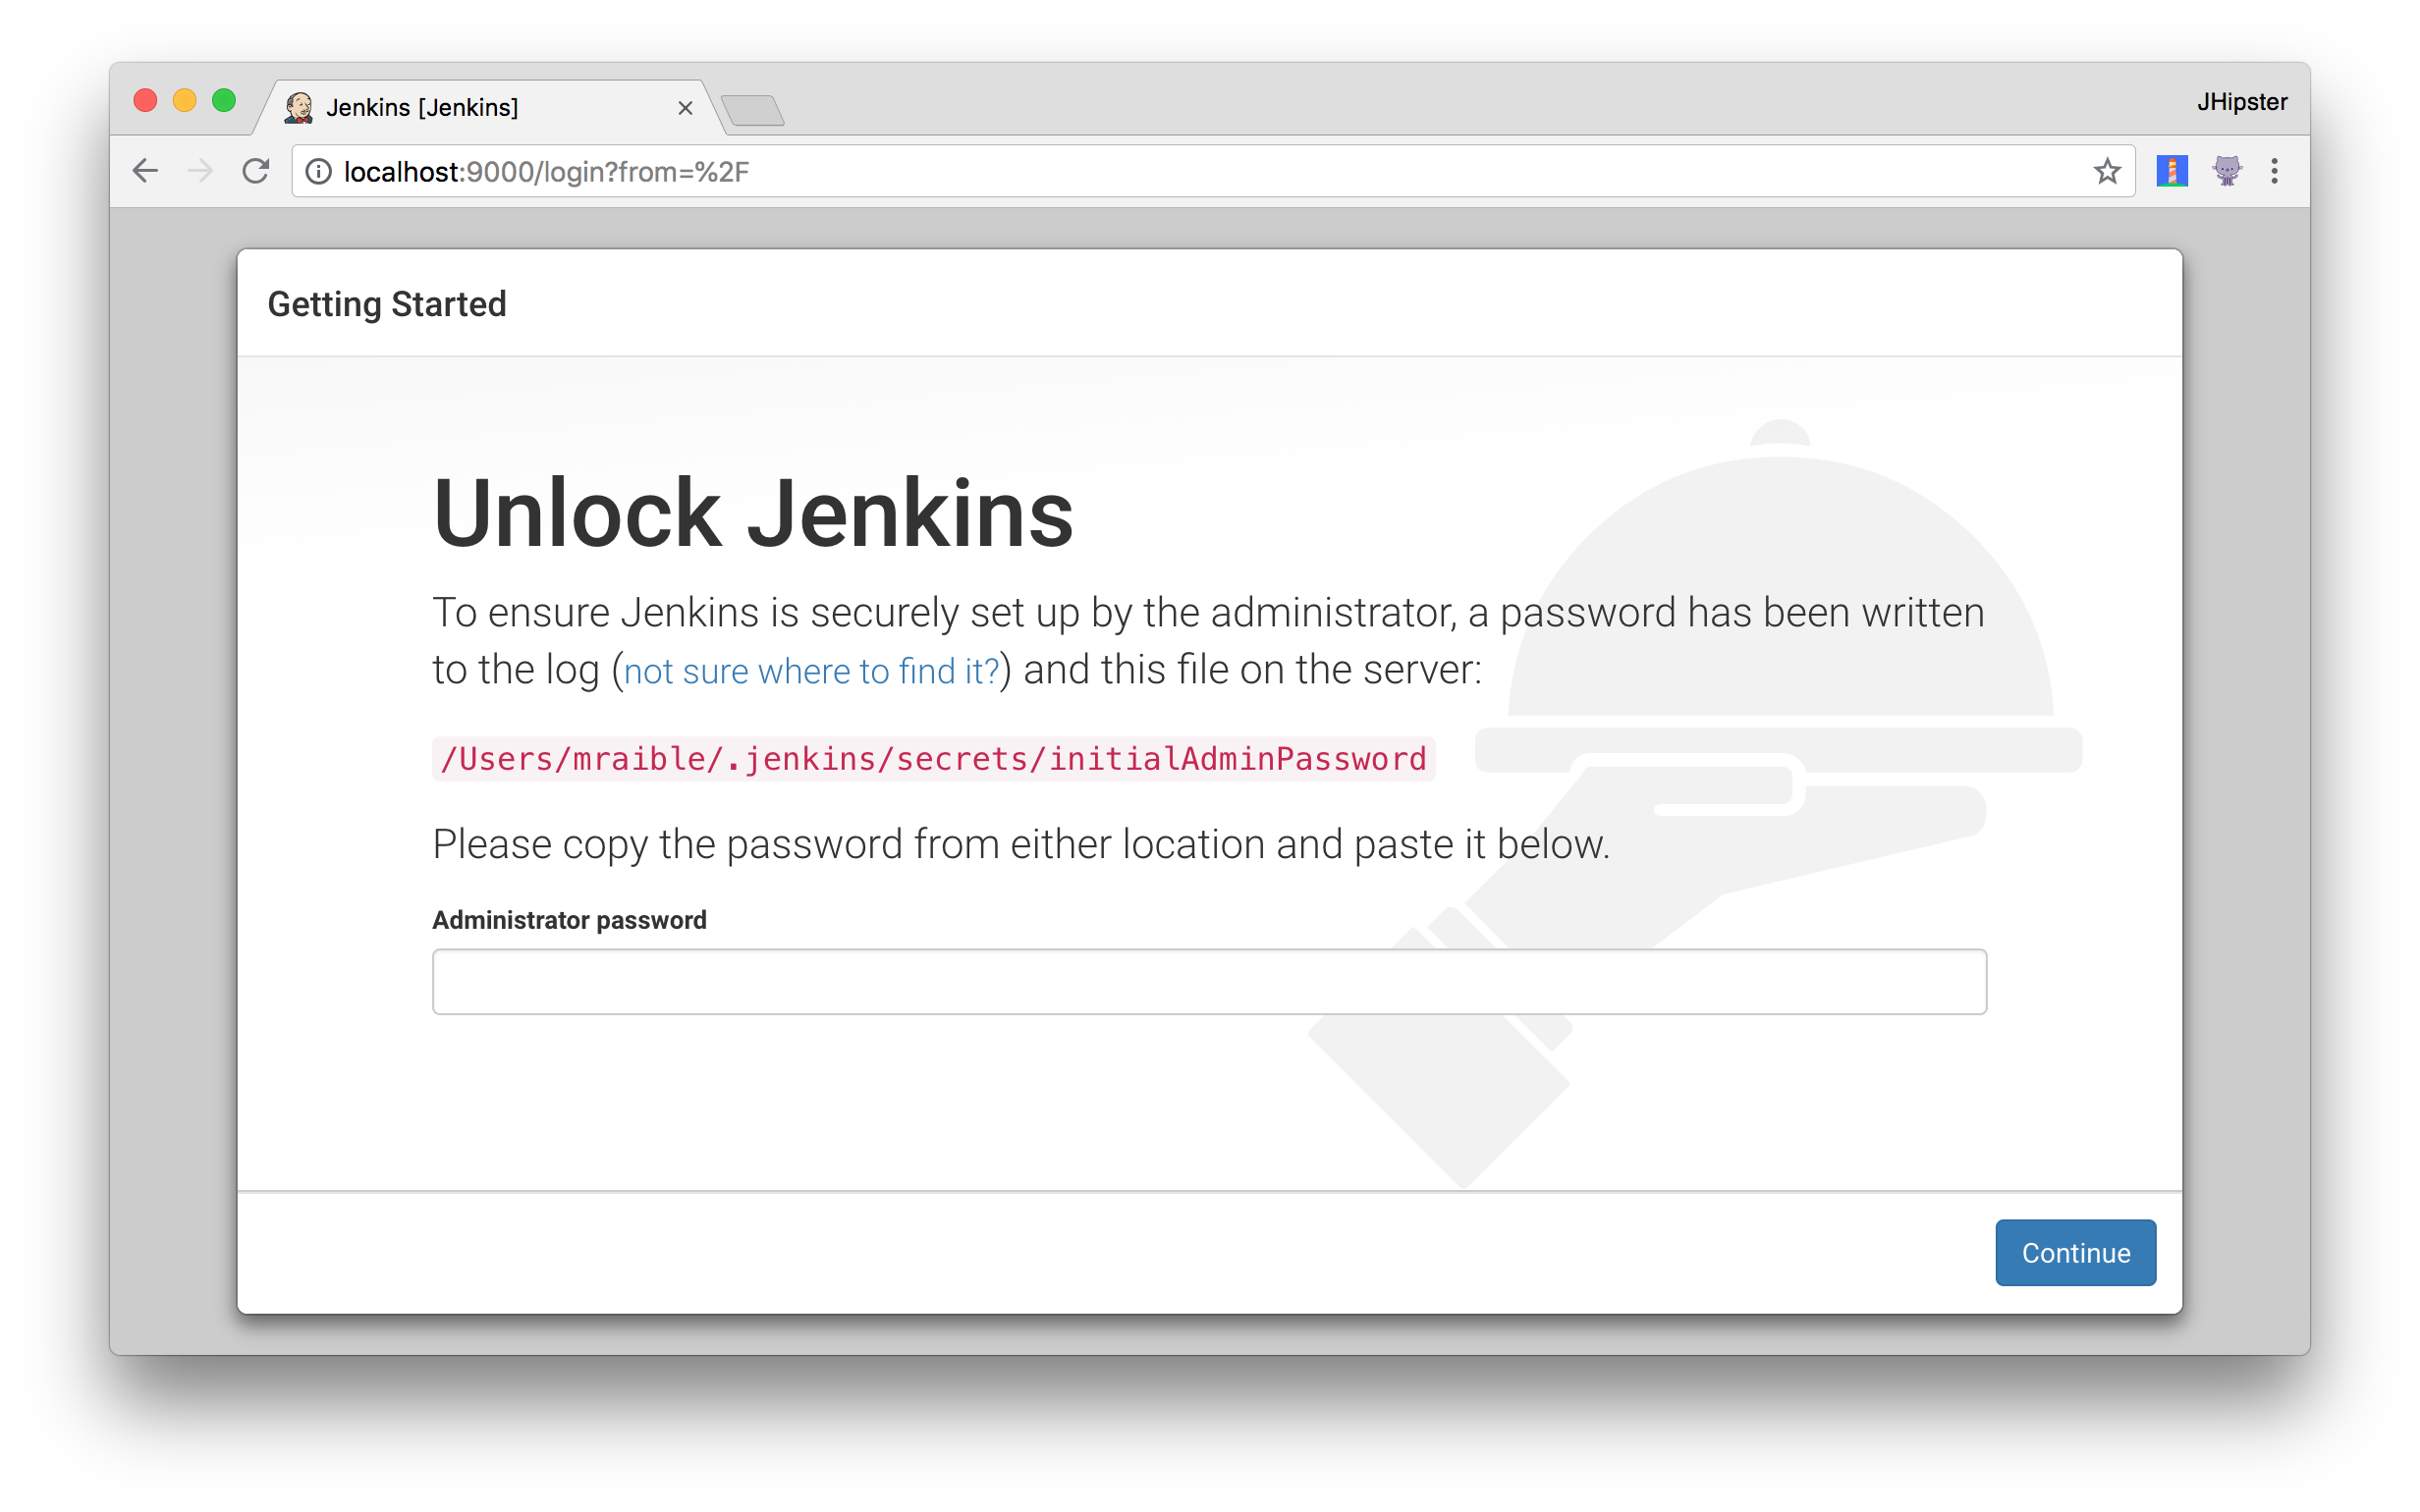 Jenkins [Jenkins]
JHipster
localhost:9000/login?from=%2F
Getting Started
Unlock Jenkins
To ensure Jenkins is securely set up by the administrator, a password has been written
to the log (not sure where to find it?) and this file on the server:
/Users/mraible/.jenkins/secrets/initialAdminPassword
Please copy the password from either location and paste it below.
Administrator password
Continue